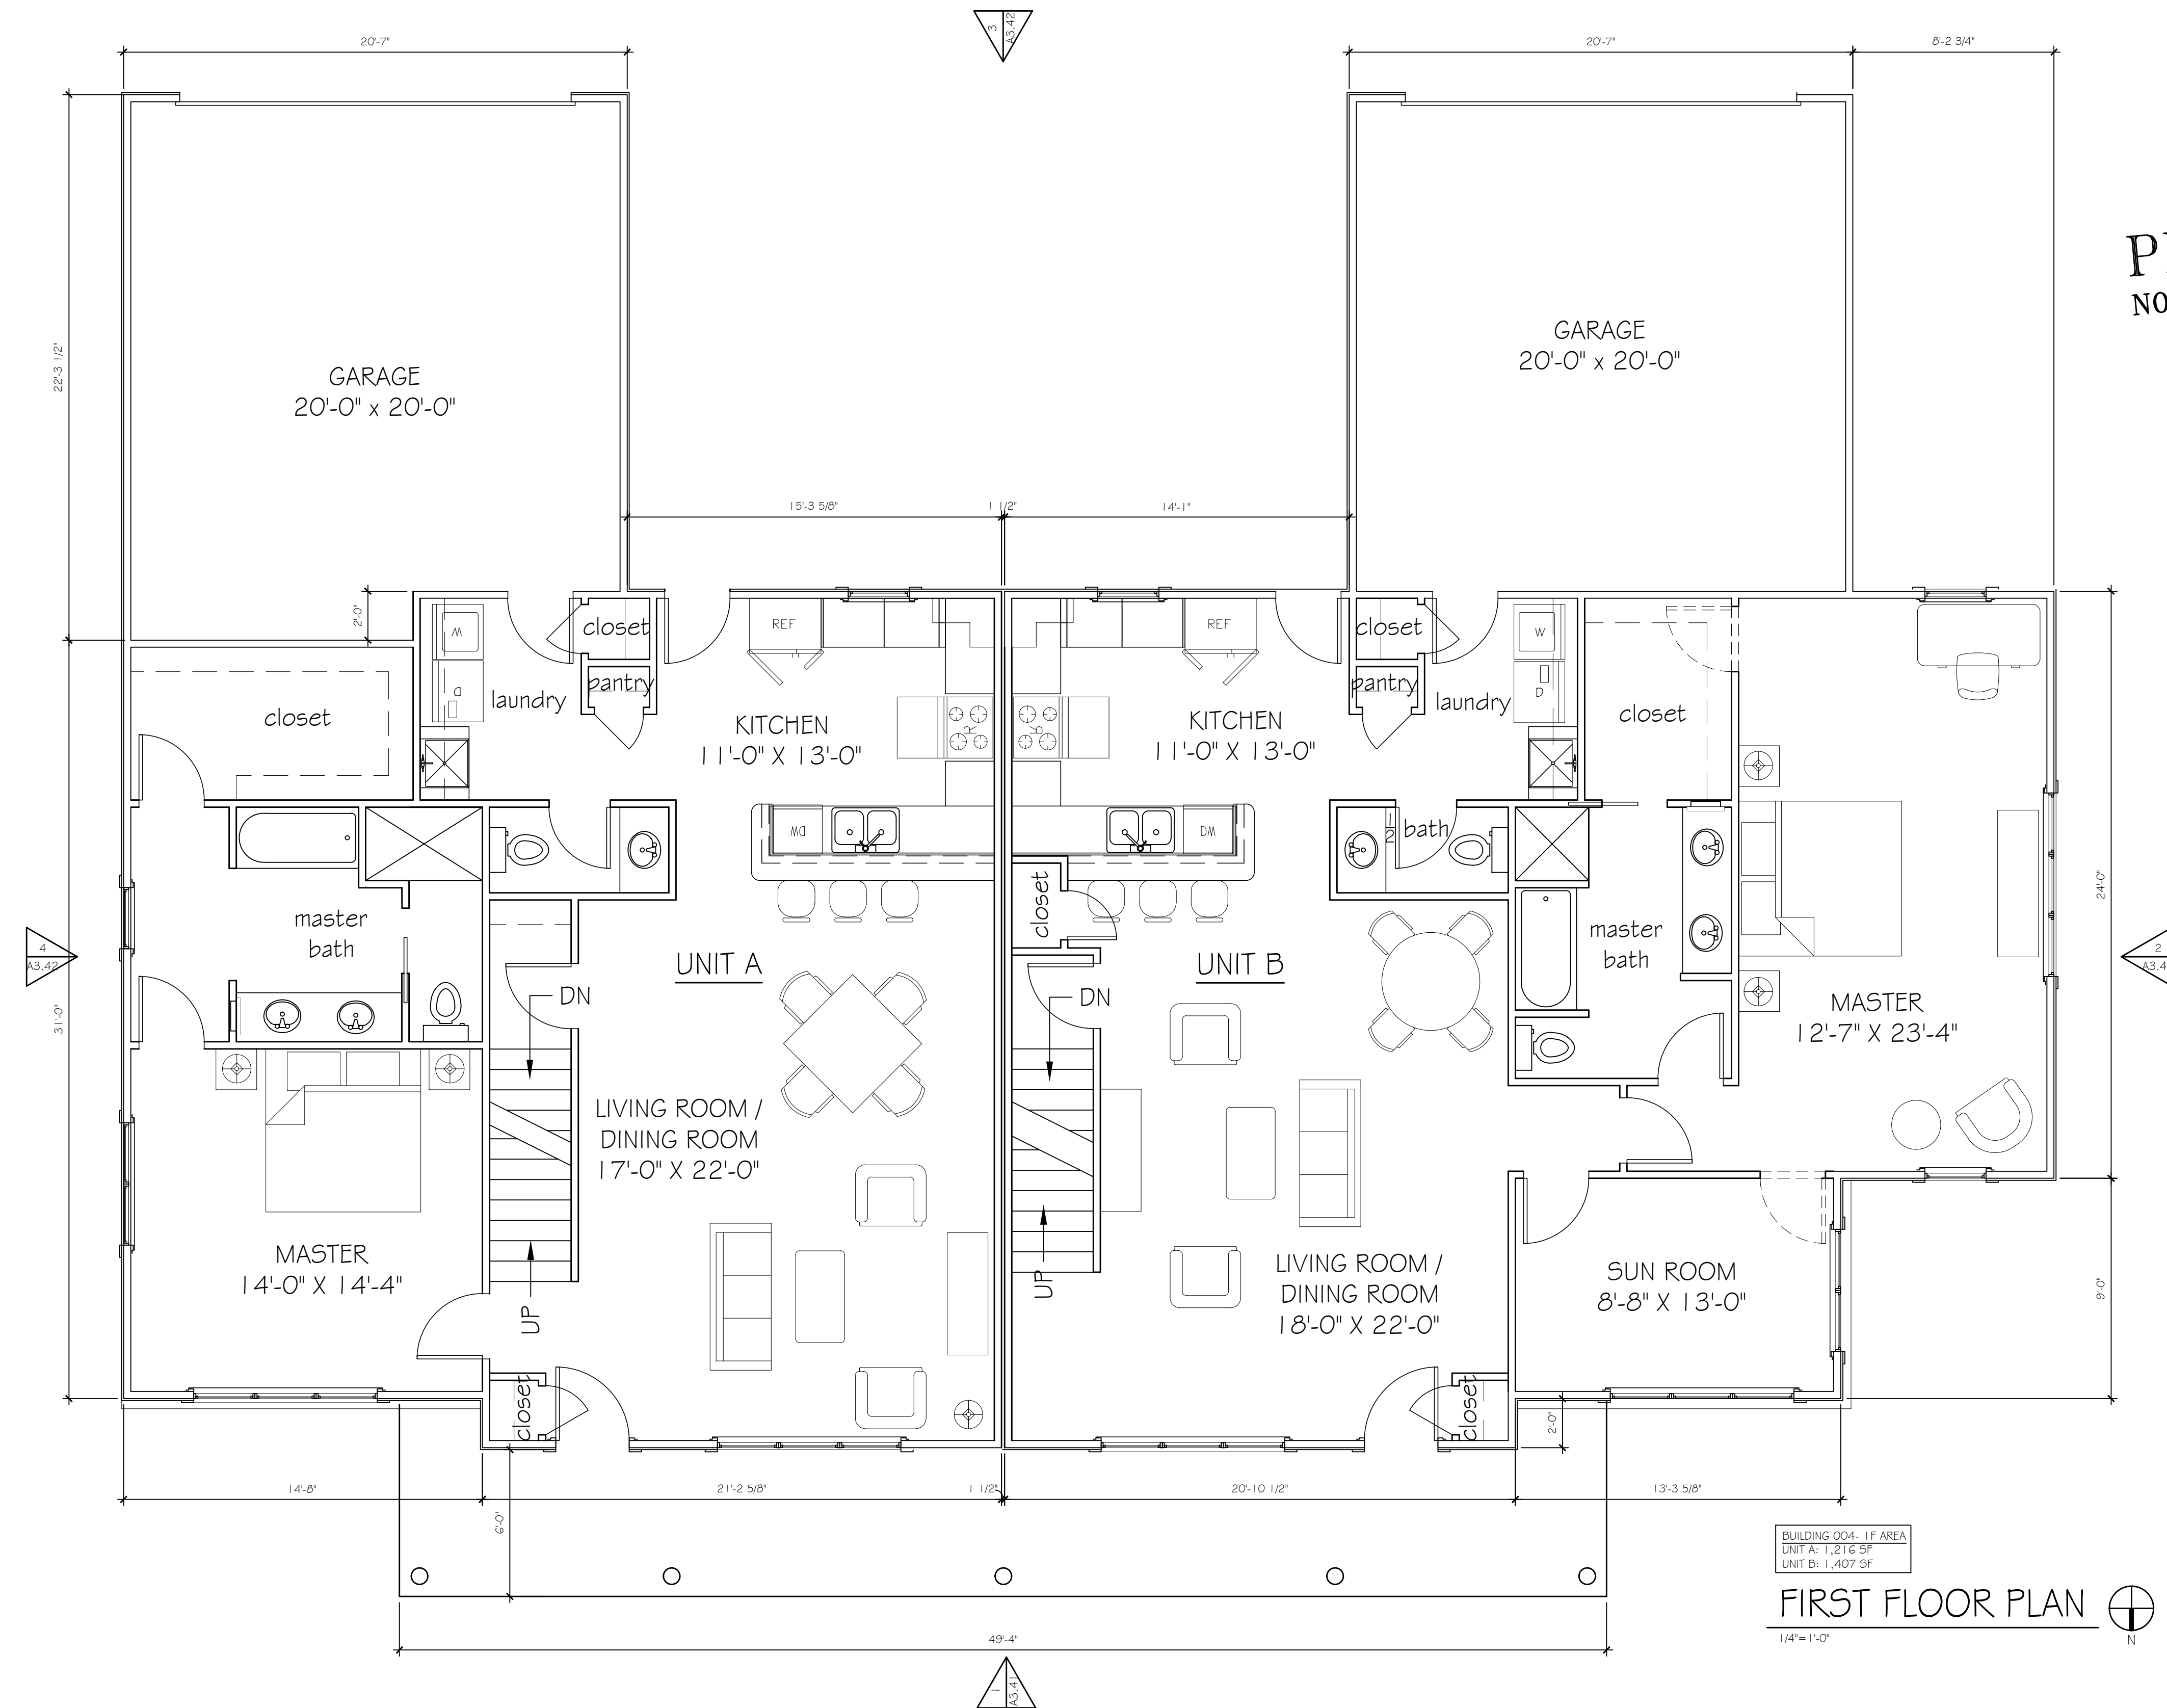 3
A3.42
20'-7"
20'-7"
8'-2 3/4"
22'-3 1/2"
GARAGE
20'-0" x 20'-0"
GARAGE
20'-0" x 20'-0"
NO
15'-3 5/8"
1 1/2"
14'-1"
2'-0"
W
D
laundry
closet
pantry
REF
closet
KITCHEN
11'-0" X 13'-0"
R
DW
REF
KITCHEN
11'-0" X 13'-0"
R
DW
closet
pantry
laundry
W
D
closet
1/2 bath
closet
master
bath
4
A3.42
31'-0"
UNIT A
DN
UNIT B
DN
master
bath
MASTER
12'-7" X 23'-4"
24'-0"
2
LIVING ROOM /
DINING ROOM
17'-0" X 22'-0"
MASTER
14'-0" X 14'-4"
UP
closet
UP
LIVING ROOM /
DINING ROOM
18'-0" X 22'-0"
SUN ROOM
8'-8" X 13'-0"
9'-0"
closet
2'-0"
14'-8"
21'-2 5/8"
1 1/2"
20'-10 1/2"
13'-3 5/8"
6'-0"
49'-4"
1
A3.41
BUILDING 004- 1F AREA
UNIT A: 1,216 SF
UNIT B: 1,407 SF
FIRST FLOOR PLAN
1/4"=1'-0"
N